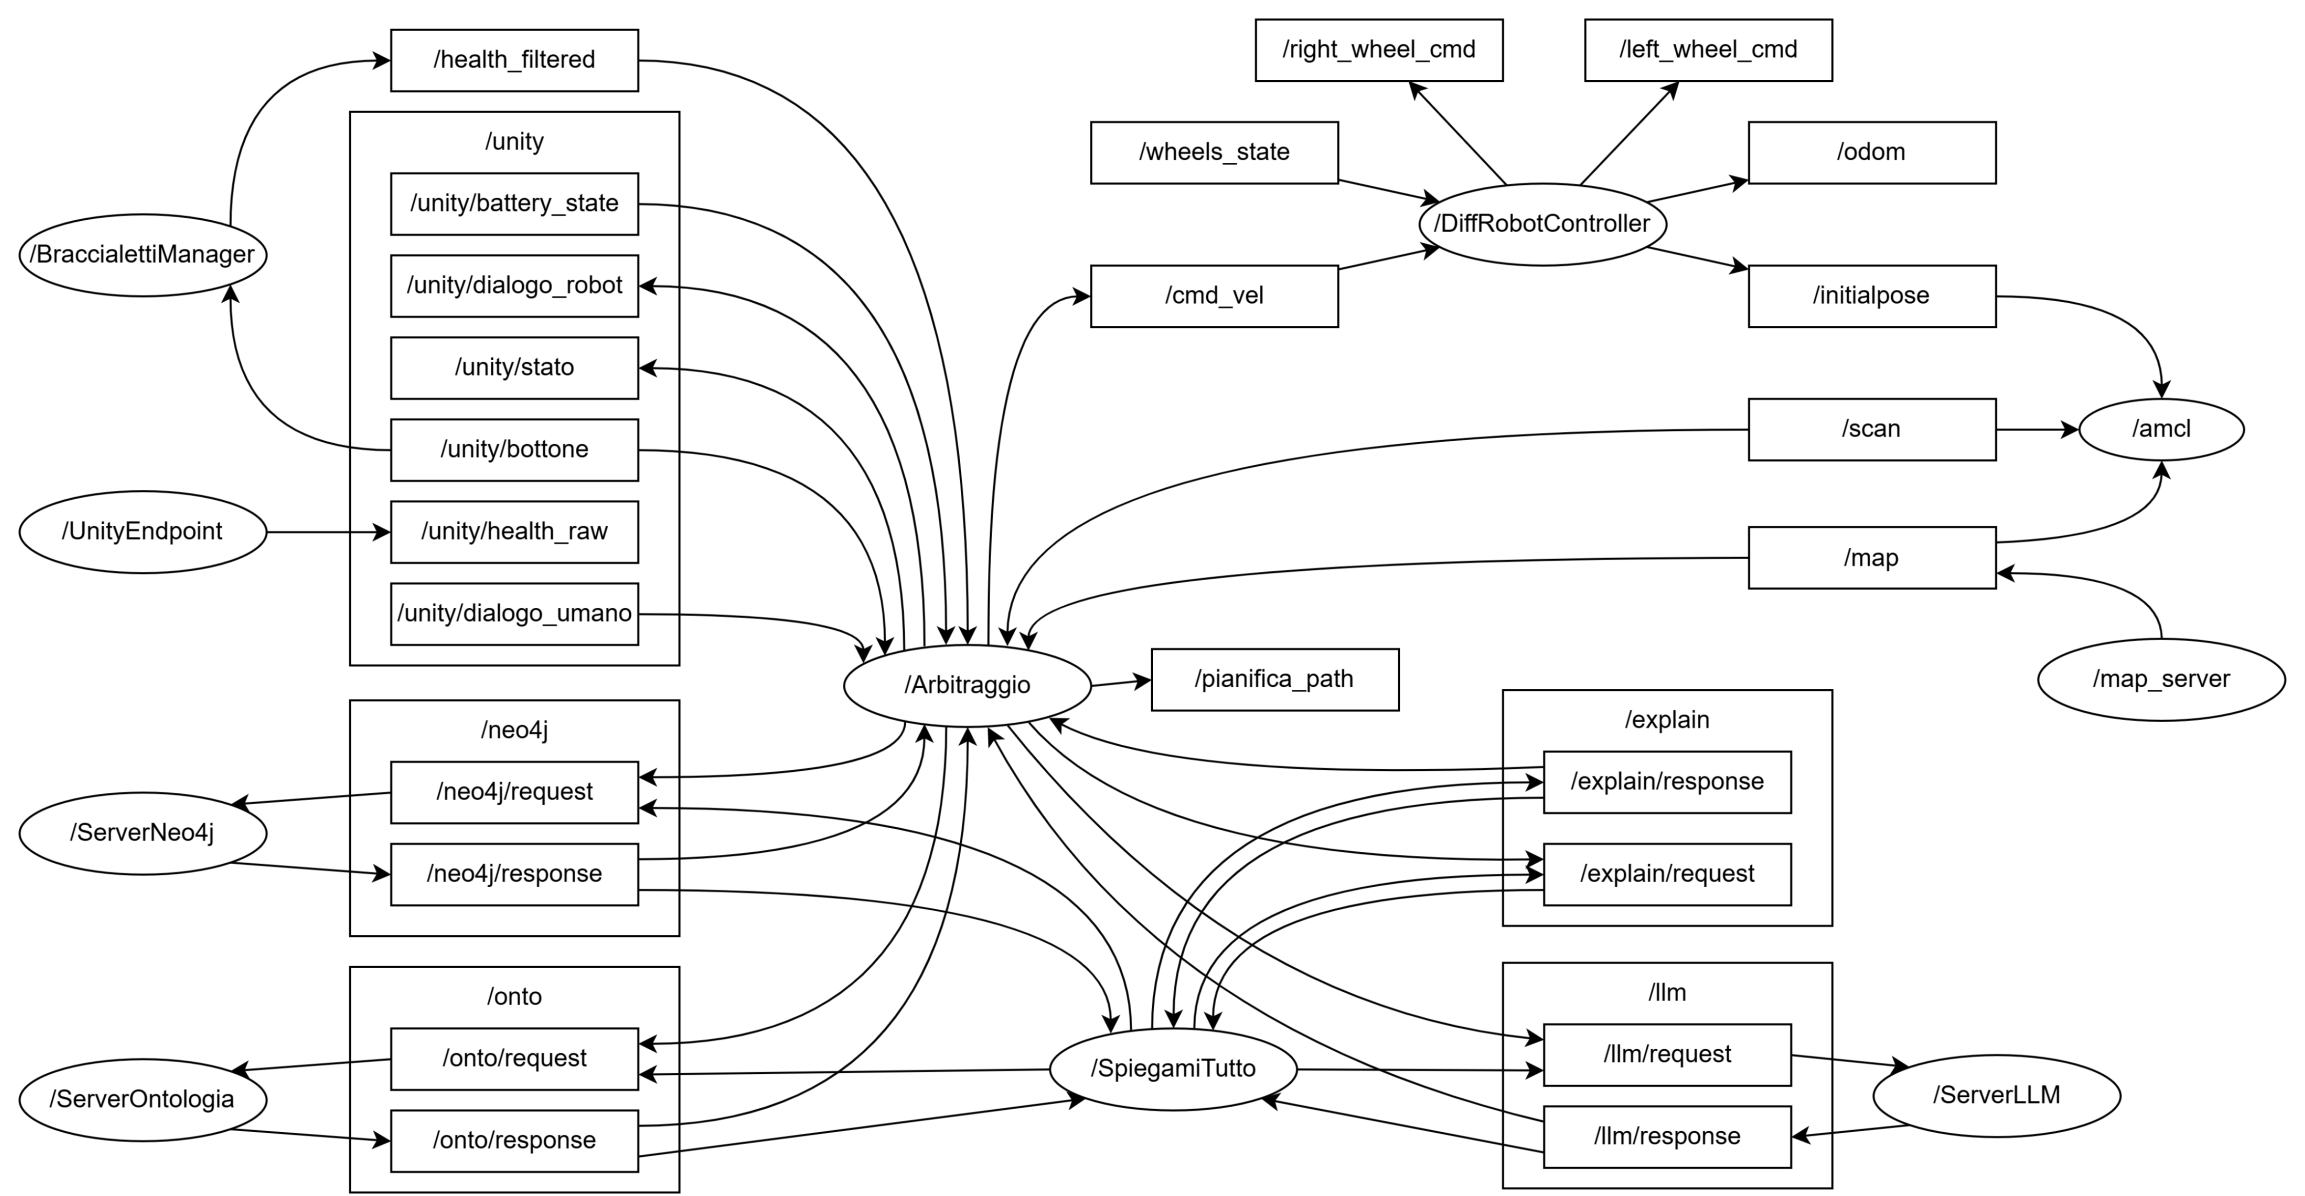 /health_filtered
/right_wheel_cmd
/left_wheel_cmd
/unity
/wheels_state
/odom
/unity/battery_state
/DiffRobotController
/BraccialettiManager
/unity/dialogo_robot
/cmd_vel
/initialpose
/unity/stato
/scan
/amcl
/unity/bottone
/UnityEndpoint
/unity/health_raw
/map
/unity/dialogo_umano
/Arbitraggio
/pianifica_path
/map_server
/neo4j
/explain
/neo4j/request
/explain/response
/ServerNeo4j
/neo4j/response
/explain/request
/onto
/llm
/onto/request
/SpiegamiTutto
/llm/request
/ServerOntologia
/ServerLLM
/onto/response
/llm/response